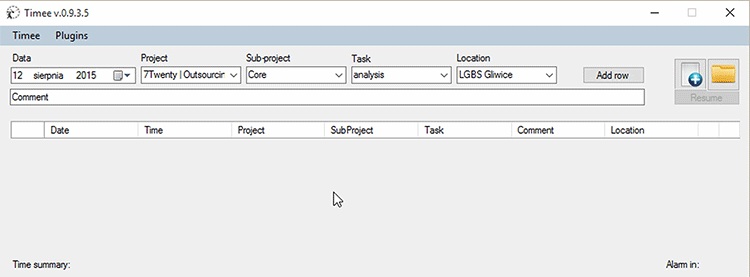 Timee v.0.9.3.5
Timee Plugins
Data Project Sub-project Task Location
12 sierpnia 2015 7Twenty | Outsourcin Core analysis LGBS Gliwice Add row
Comment
Resume
Date Time Project SubProject Task Comment Location
Time summary: Alarm in: